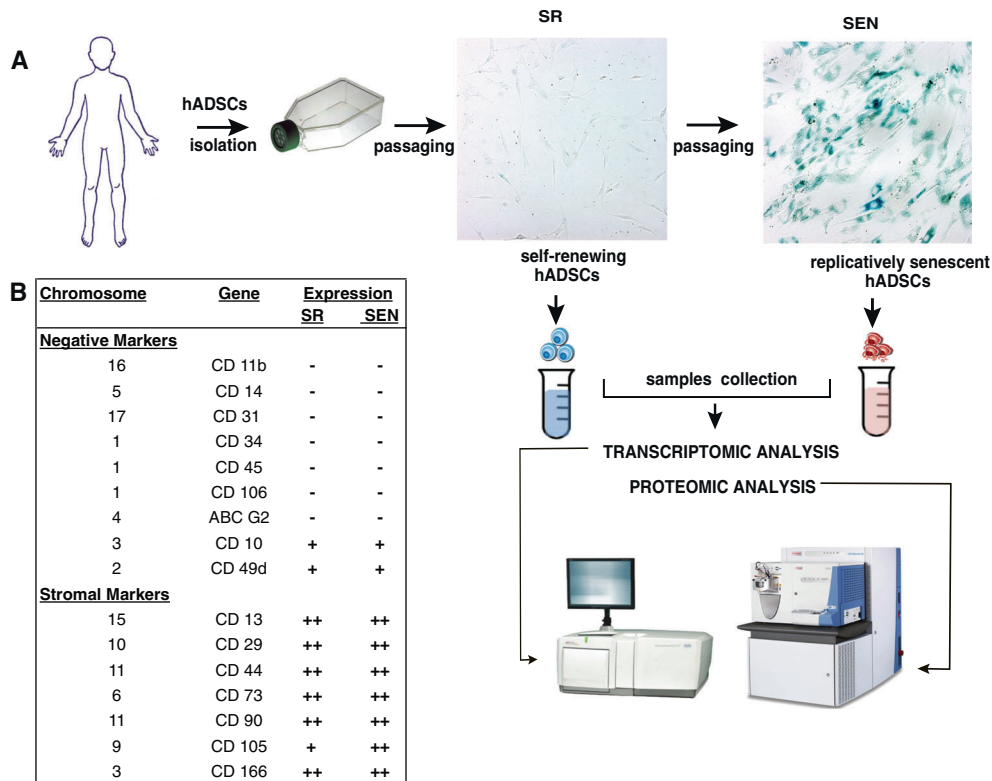 A
hADSCs
isolation
passaging
SR
passaging
SEN
self-renewing
hADSCs
replicatively senescent
hADSCs
samples collection
TRANSCRIPTOMIC ANALYSIS
PROTEOMIC ANALYSIS
B
Chromosome Gene Expression
SR SEN
Negative Markers
16 CD 11b - -
5 CD 14 - -
17 CD 31 - -
1 CD 34 - -
1 CD 45 - -
1 CD 106 - -
4 ABC G2 - -
3 CD 10 + +
2 CD 49d + +
Stromal Markers
15 CD 13 ++ ++
10 CD 29 ++ ++
11 CD 44 ++ ++
6 CD 73 ++ ++
11 CD 90 ++ ++
9 CD 105 + ++
3 CD 166 ++ ++